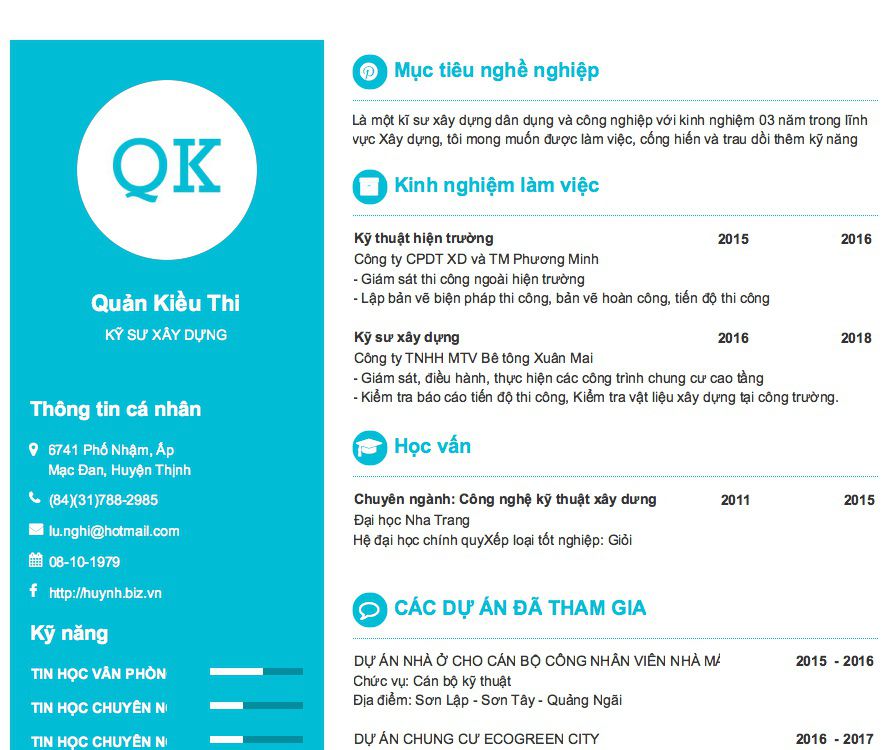 QK
Quản Kiều Thi
KỸ SƯ XÂY DỰNG
Thông tin cá nhân
6741 Phố Nhậm, Ấp
Mạc Đan, Huyện Thịnh
(84)(31)788-2985
lu.nghi@hotmail.com
08-10-1979
http://huynh.biz.vn
Kỹ năng
TIN HỌC VĂN PHÒN
TIN HỌC CHUYÊN
TIN HỌC CHUYÊN
Mục tiêu nghề nghiệp
Là một kĩ sư xây dựng dân dụng và công nghiệp với kinh nghiệm 03 năm trong lĩnh
vực Xây dựng, tôi mong muốn được làm việc, cống hiến và trau dồi thêm kỹ năng
Kinh nghiệm làm việc
Kỹ thuật hiện trường 2015 2016
Công ty CPDT XD và TM Phương Minh
- Giám sát thi công ngoài hiện trường
- Lập bản vẽ biện pháp thi công, bản vẽ hoàn công, tiến độ thi công
Kỹ sư xây dựng 2016 2018
Công ty TNHH MTV Bê tông Xuân Mai
- Giám sát, điều hành, thực hiện các công trình chung cư cao tầng
- Kiểm tra báo cáo tiến độ thi công, Kiểm tra vật liệu xây dựng tại công trường.
Học vấn
Chuyên ngành: Công nghệ kỹ thuật xây dưng 2011 2015
Đại học Nha Trang
Hệ đại học chính quyXếp loại tốt nghiệp: Giỏi
CÁC DỰ ÁN ĐÃ THAM GIA
DỰ ÁN NHÀ Ở CHO CÁN BỘ CÔNG NHÂN VIÊN NHÀ 2015 - 2016
Chức vụ: Cán bộ kỹ thuật
Địa điểm: Sơn Lập - Sơn Tây - Quảng Ngãi
DỰ ÁN CHUNG CƯ ECOGREEN CITY 2016 - 2017